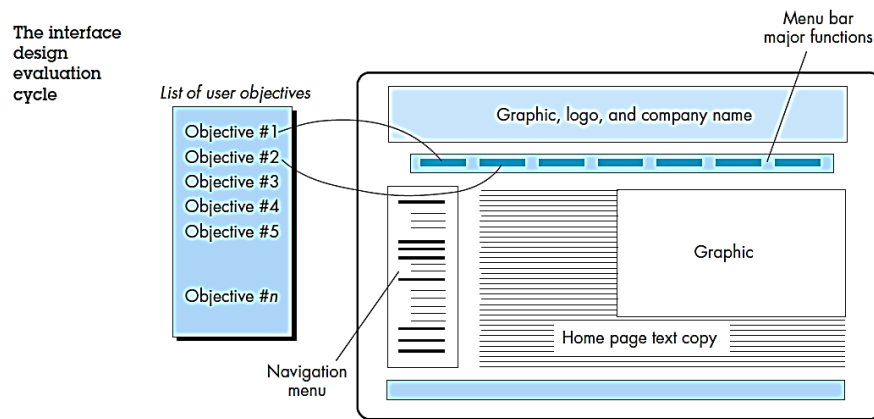 The interface
design
evaluation
cycle
List of user objectives
Objective #1
Objective #2
Objective #3
Objective #4
Objective #5
Objective #n
Menu bar
major functions
Graphic, logo, and company name
Graphic
Home page text copy
Navigation
menu